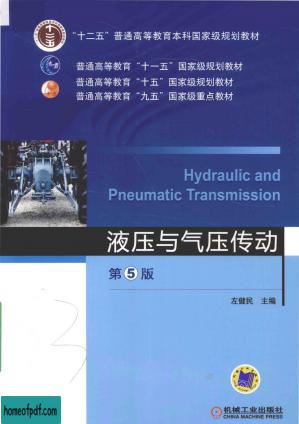 “十二五”普通高等教育本科国家级规划教材
普通高等教育“十一五”国家级规划教材
普通高等教育“十五”国家级规划教材
普通高等教育“九五”国家级重点教材
Hydraulic and
Pneumatic Transmission
液压与气压传动
第5版
左健民 主编
机械工业出版社
CHINA MACHINE PRESS
homeofpdf.com